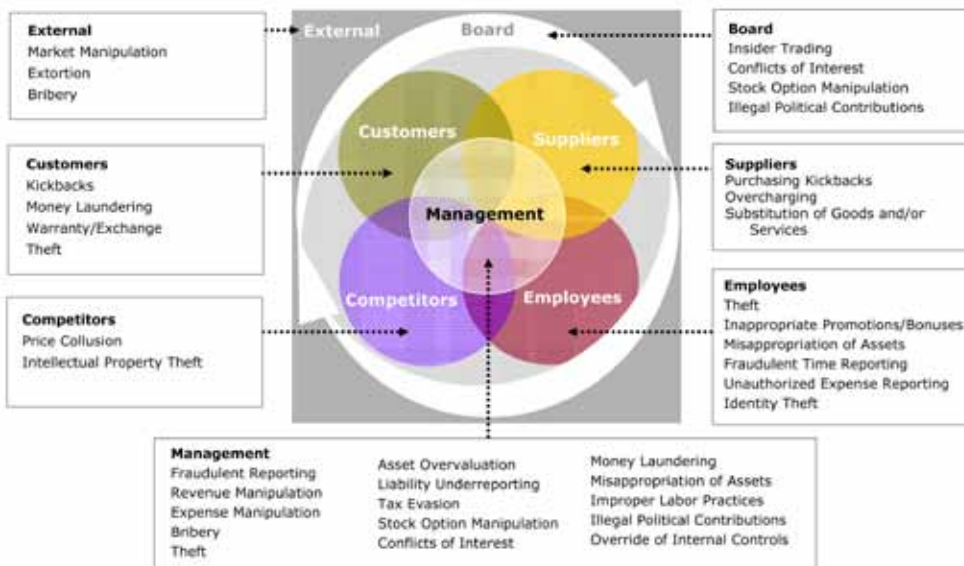 External
Market Manipulation
Extortion
Bribery
Customers
Kickbacks
Money Laundering
Warranty/Exchange
Theft
Competitors
Price Collusion
Intellectual Property Theft
External
Board
Customers
Suppliers
Management
Competitors
Employees
Board
Insider Trading
Conflicts of Interest
Stock Option Manipulation
Illegal Political Contributions
Suppliers
Purchasing Kickbacks
Overcharging
Substitution of Goods and/or
Services
Employees
Theft
Inappropriate Promotions/Bonuses
Misappropriation of Assets
Fraudulent Time Reporting
Unauthorized Expense Reporting
Identity Theft
Management
Fraudulent Reporting
Revenue Manipulation
Expense Manipulation
Bribery
Theft
Asset Overvaluation
Liability Underreporting
Tax Evasion
Stock Option Manipulation
Conflicts of Interest
Money Laundering
Misappropriation of Assets
Improper Labor Practices
Illegal Political Contributions
Override of Internal Controls